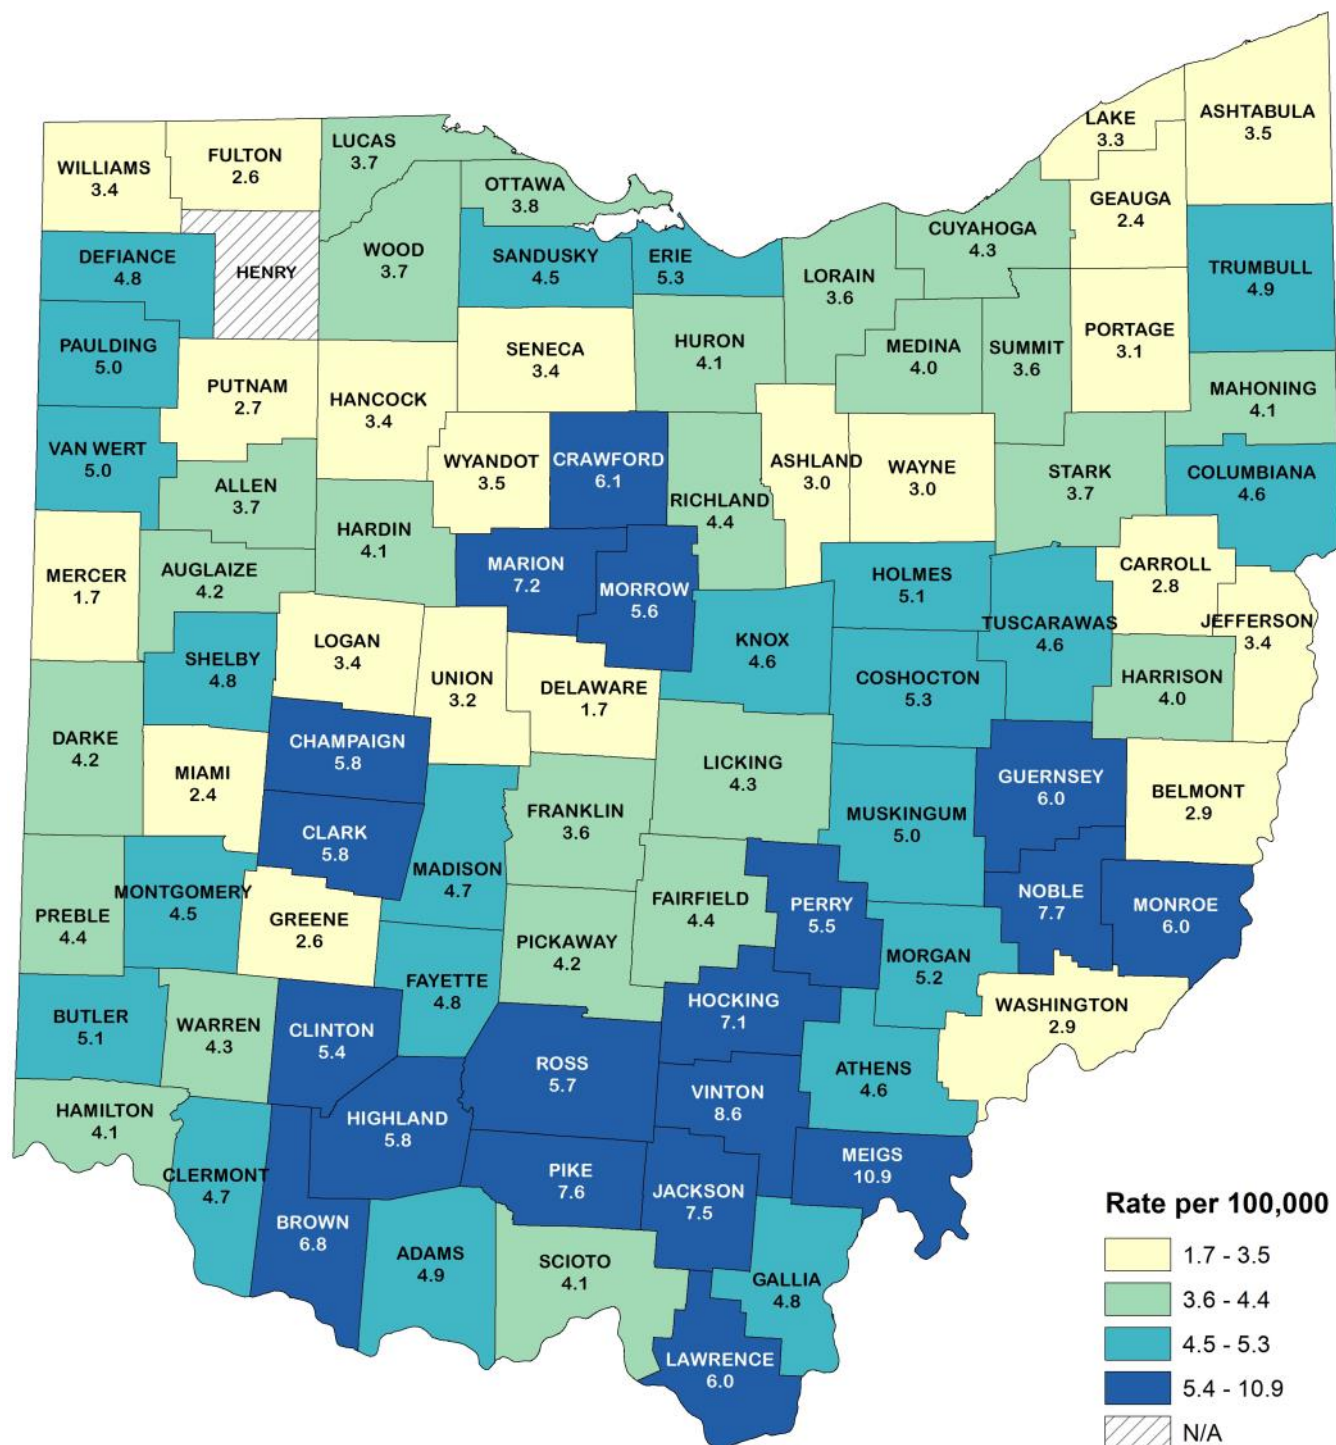 LAKE
3.3
ASHTABULA
3.5
WILLIAMS
3.4
FULTON
2.6
LUCAS
3.7
OTTAWA
3.8
GEAUGA
2.4
CUYAHOGA
4.3
DEFIANCE
4.8
HENRY
WOOD
3.7
SANDUSKY
4.5
ERIE
5.3
LORAIN
3.6
TRUMBULL
4.9
PAULDING
5.0
PUTNAM
2.7
HANCOCK
3.4
SENECA
3.4
HURON
4.1
MEDINA
4.0
SUMMIT
3.6
PORTAGE
3.1
MAHONING
4.1
VAN WERT
5.0
ALLEN
3.7
WYANDOT
3.5
CRAWFORD
6.1
RICHLAND
4.4
ASHLAND
3.0
WAYNE
3.0
STARK
3.7
COLUMBIANA
4.6
HARDIN
4.1
MERCER
1.7
AUGLAIZE
4.2
MARION
7.2
MORROW
5.6
HOLMES
5.1
TUSCARAWAS
4.6
CARROLL
2.8
JEFFERSON
3.4
SHELBY
4.8
LOGAN
3.4
UNION
3.2
DELAWARE
1.7
KNOX
4.6
COSHOCTON
5.3
HARRISON
4.0
DARKE
4.2
MIAMI
2.4
CHAMPAIGN
5.8
LICKING
4.3
GUERNSEY
6.0
BELMONT
2.9
CLARK
5.8
FRANKLIN
3.6
MUSKINGUM
5.0
MADISON
4.7
PREBLE
4.4
MONTGOMERY
4.5
GREENE
2.6
FAIRFIELD
4.4
PERRY
5.5
NOBLE
7.7
MONROE
6.0
PICKAWAY
4.2
FAYETTE
4.8
MORGAN
5.2
BUTLER
5.1
WARREN
4.3
CLINTON
5.4
HOCKING
7.1
WASHINGTON
2.9
ROSS
5.7
VINTON
8.6
ATHENS
4.6
HAMILTON
4.1
HIGHLAND
5.8
CLERMONT
4.7
PIKE
7.6
JACKSON
7.5
MEIGS
10.9
BROWN
6.8
ADAMS
4.9
SCIOTO
4.1
GALLIA
4.8
LAWRENCE
6.0
Rate per 100,000
1.7 - 3.5
3.6 - 4.4
4.5 - 5.3
5.4 - 10.9
N/A